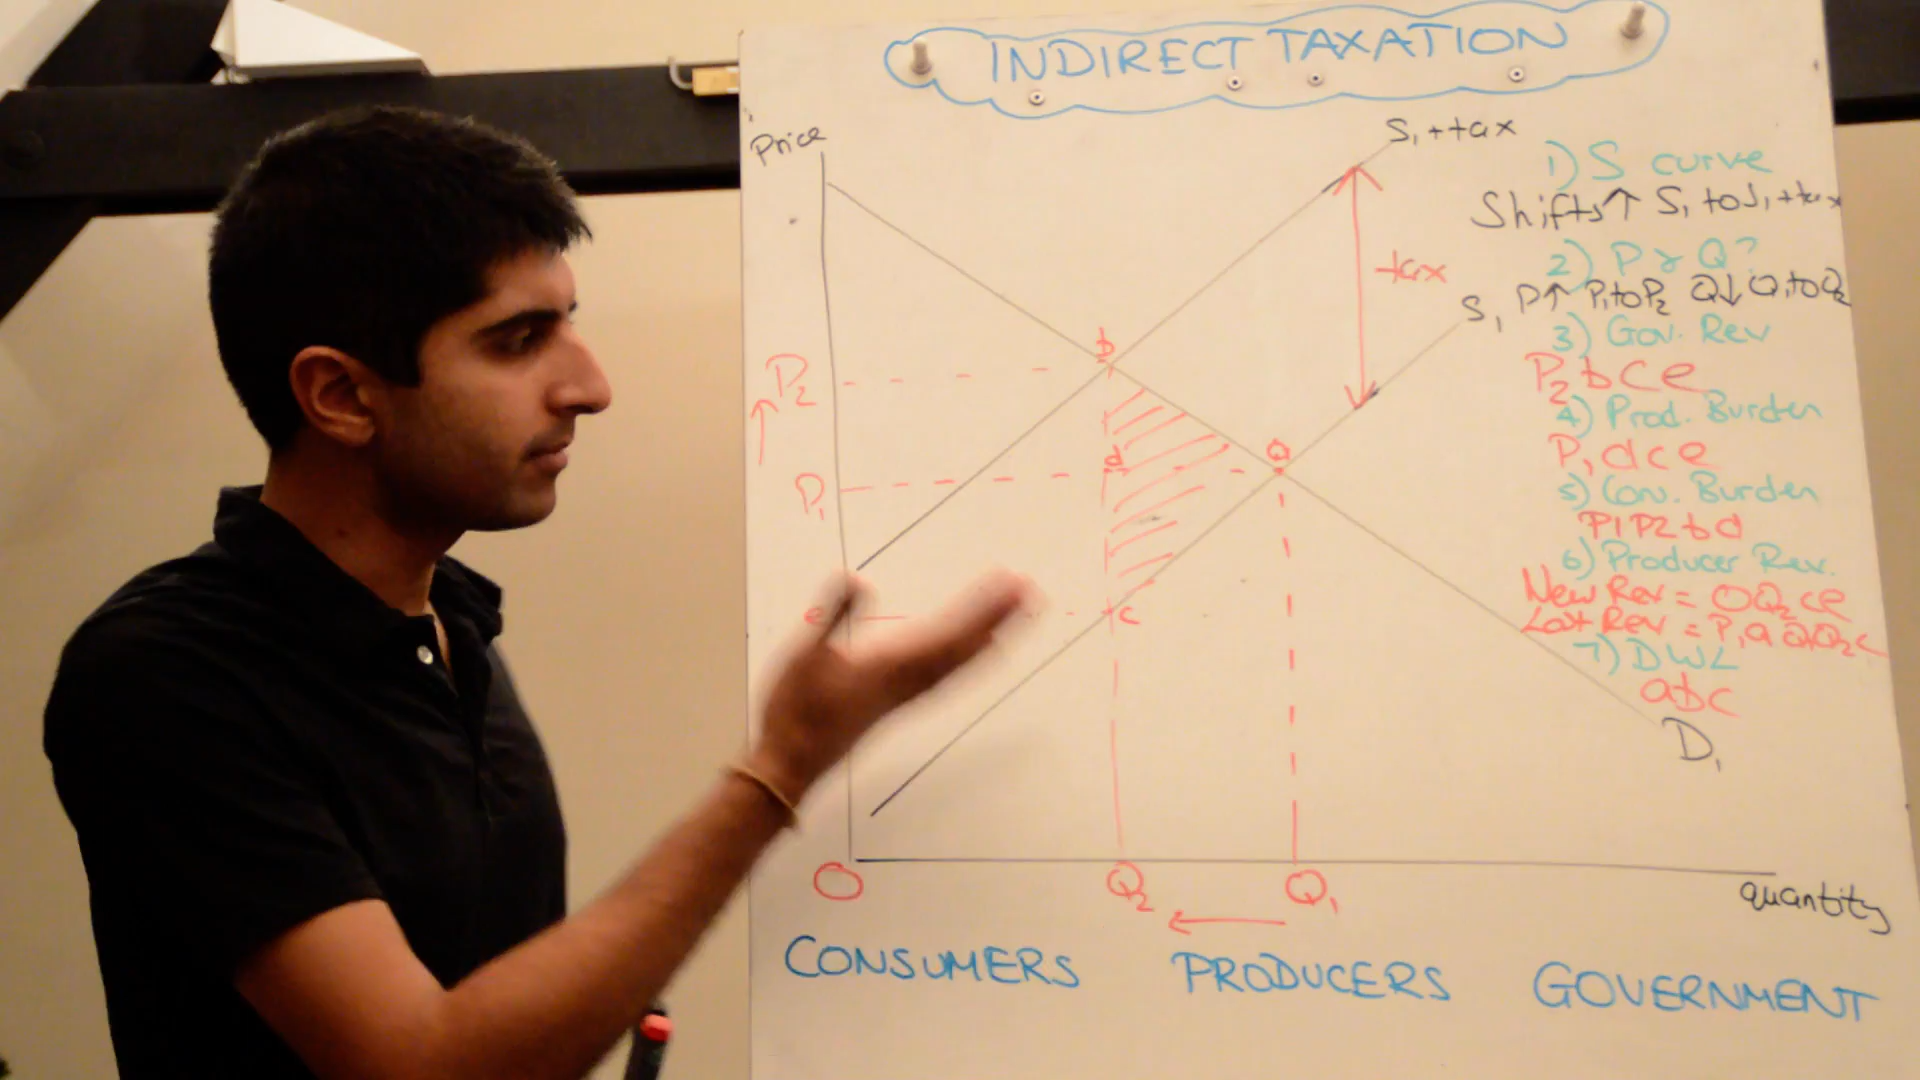 INDIRECT TAXATION
Price
S1 + tax
1) S curve
Shifts ↑ S1 to S1 + tax
tax
2) P & Q?
S1
P↑ P1 to P2 Q↓ Q1 to Q2
3) Gov. Rev
b
P2
P2bce
4) Prod. Burden
d
a
P1dce
P1
5) Con. Burden
P1P2bd
6) Producer Rev.
New Rev = OQ2ce
e
c
Lost Rev = P1aQ1Q2c
7) DWL
abc
D1
O
Q2
Q1
quantity
CONSUMERS PRODUCERS GOVERNMENT